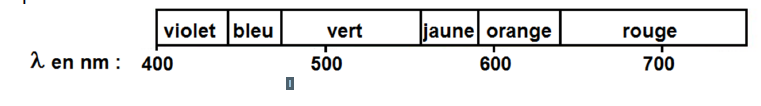 violet bleu vert jaune orange rouge
λ en nm : 400 500 600 700